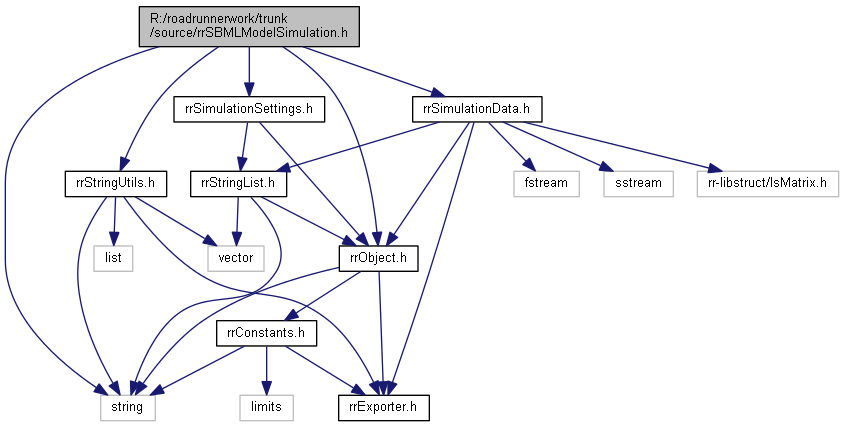 R:/roadrunnerwork/trunk
/source/rrSBMLModelSimulation.h
rrSimulationSettings.h
rrSimulationData.h
rrStringUtils.h
rrStringList.h
fstream
sstream
rr-libstruct/lsMatrix.h
list
vector
rrObject.h
rrConstants.h
string
limits
rrExporter.h